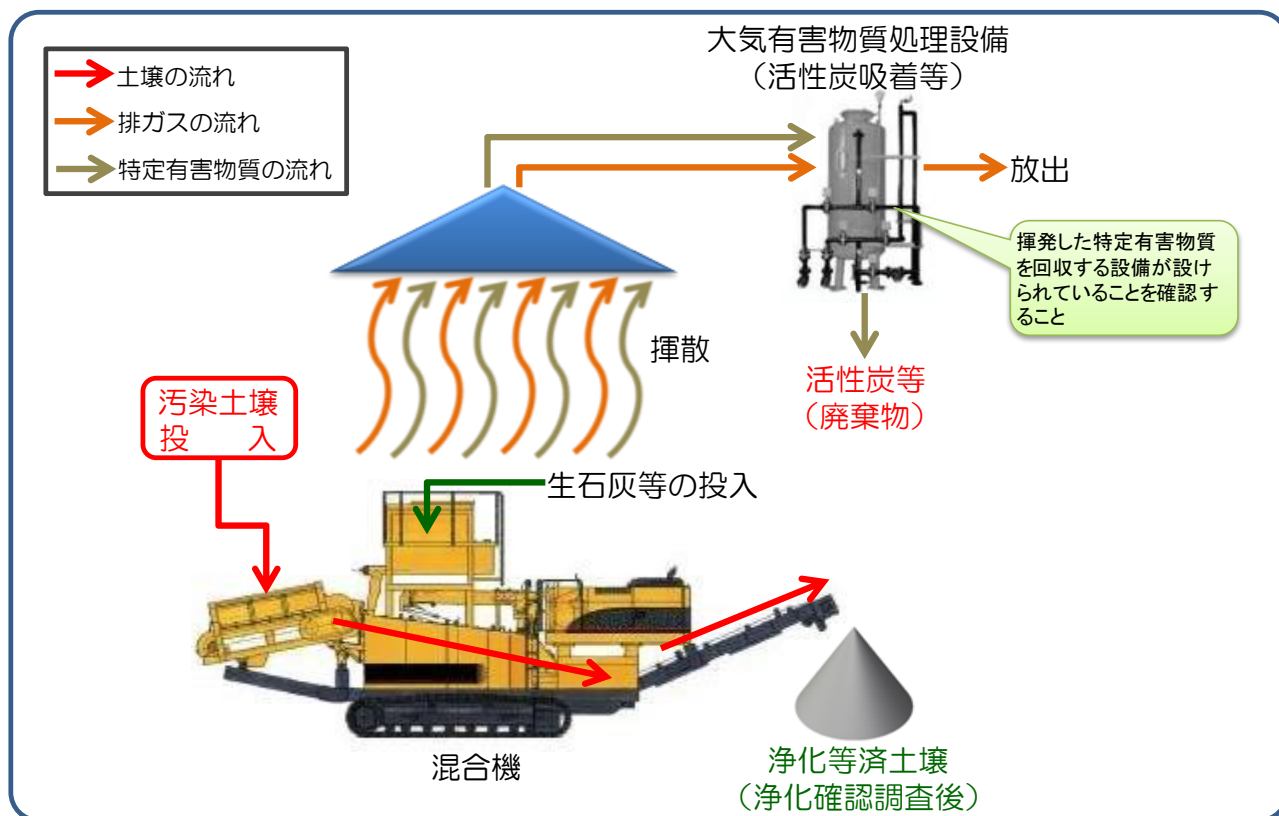 土壌の流れ
排ガスの流れ
特定有害物質の流れ
大気有害物質処理設備
（活性炭吸着等）
放出
揮発した特定有害物質
を回収する設備が設け
られていることを確認す
ること
揮散
活性炭等
（廃棄物）
汚染土壌
投　入
生石灰等の投入
混合機
浄化等済土壌
（浄化確認調査後）